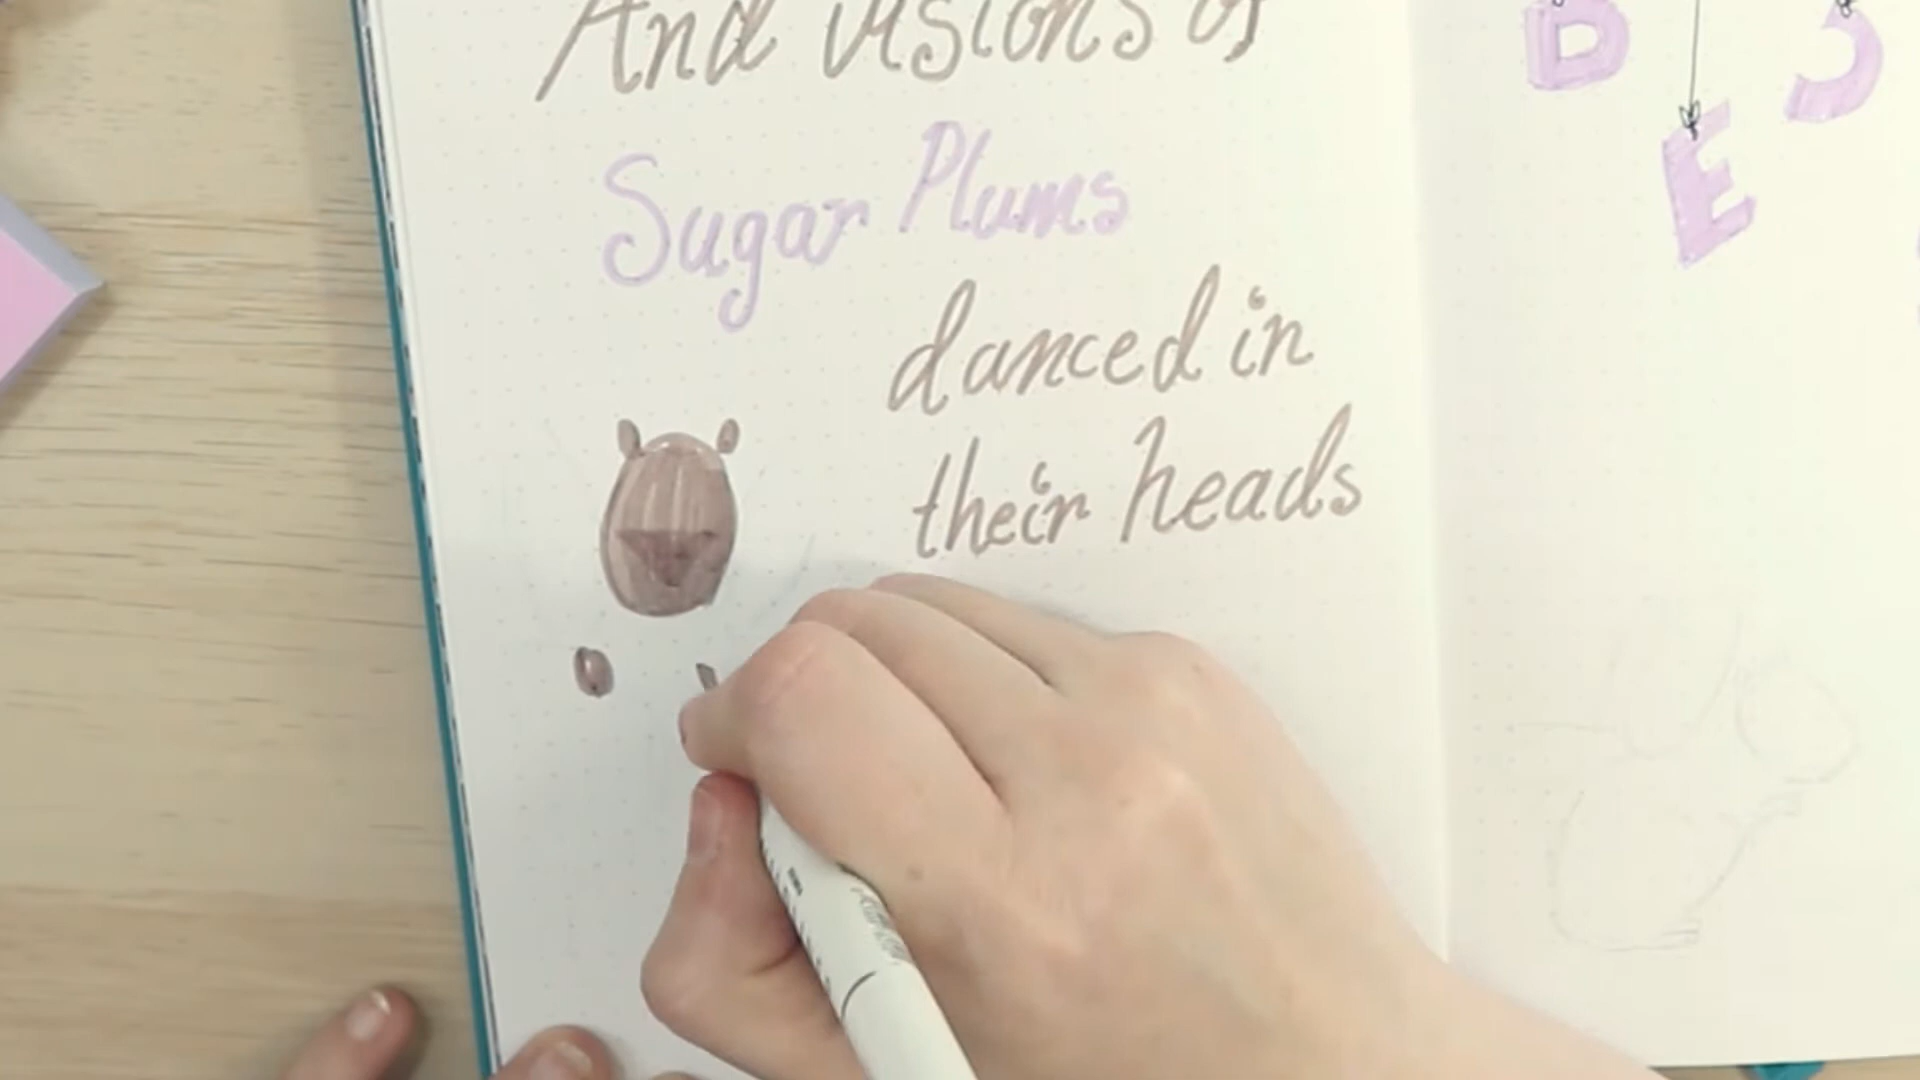 And visions of
Sugar Plums
danced in
their heads
B
E